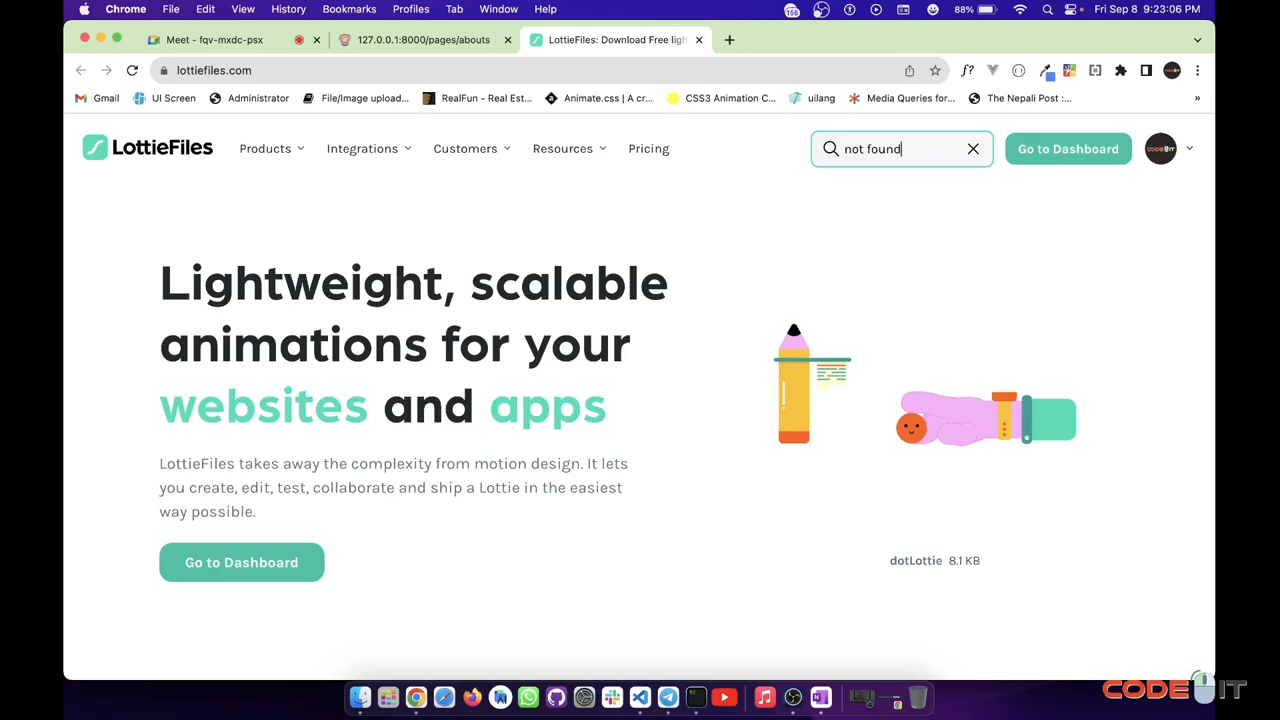 Chrome File Edit View History Bookmarks Profiles Tab Window Help 156 88% Fri Sep 8 9:23:06 PM
Meet - fqv-mxdc-psx
127.0.0.1:8000/pages/abouts
LottieFiles: Download Free ligh
lottiefiles.com
f?
Gmail UI Screen Administrator File/Image upload... RealFun - Real Est... Animate.css | A cr... CSS3 Animation C... uilang Media Queries for... The Nepali Post :... »
LottieFiles Products Integrations Customers Resources Pricing not found Go to Dashboard CODE IT
Lightweight, scalable
animations for your
websites and apps
LottieFiles takes away the complexity from motion design. It lets
you create, edit, test, collaborate and ship a Lottie in the easiest
way possible.
Go to Dashboard
dotLottie 8.1 KB
CODE IT